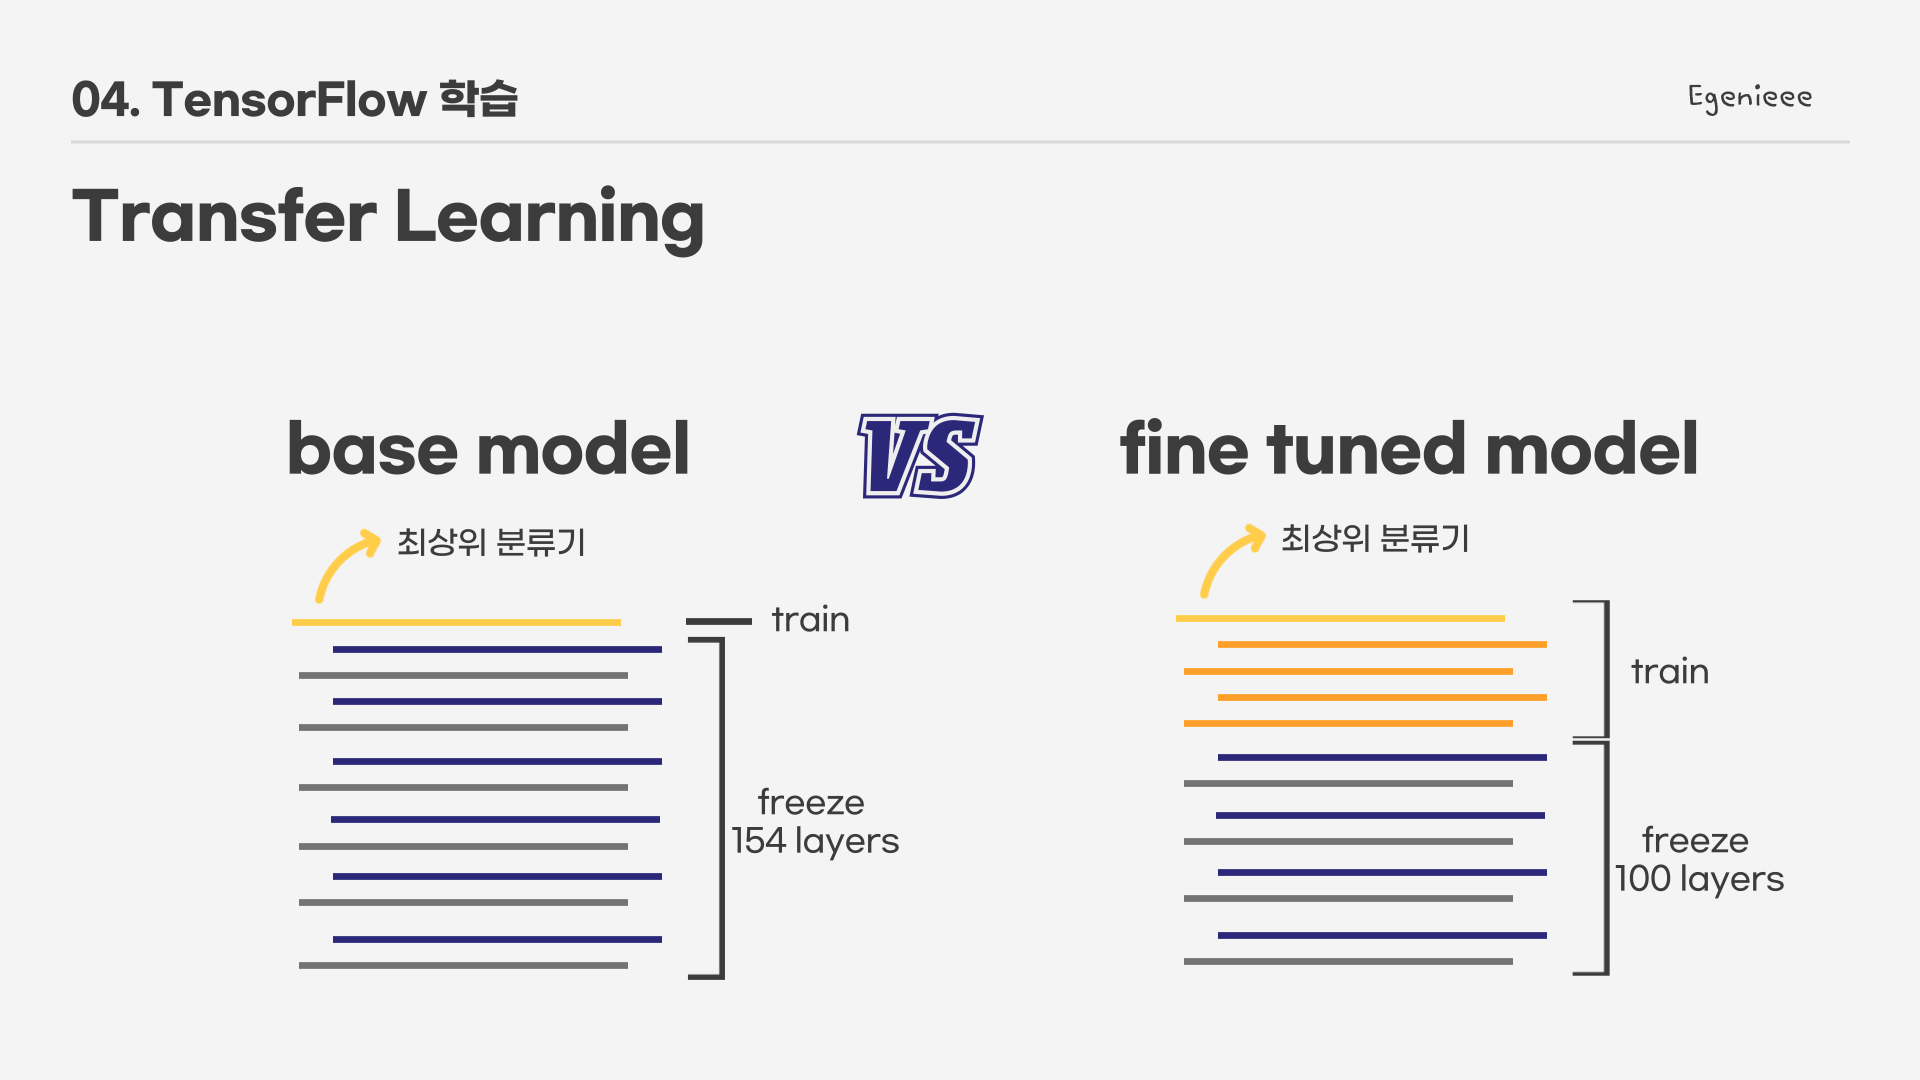 04. TensorFlow 학습
Egenieee
Transfer Learning
base model
VS
fine tuned model
최상위 분류기
train
freeze
154 layers
최상위 분류기
train
freeze
100 layers